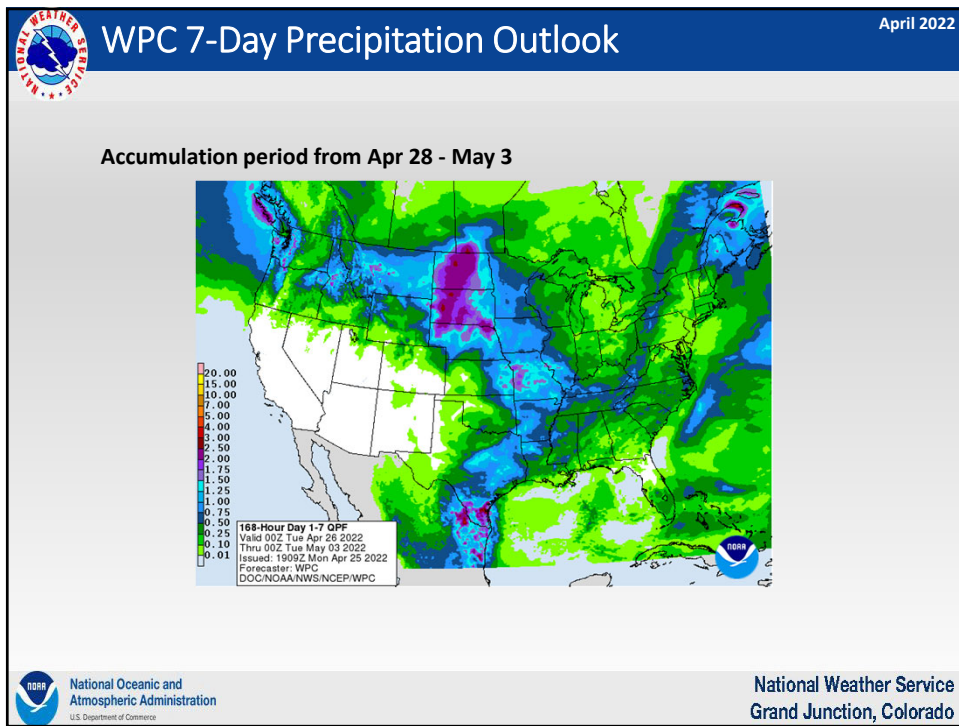 NATIONAL WEATHER SERVICE
WPC 7-Day Precipitation Outlook
April 2022
Accumulation period from Apr 28 - May 3
20.00
15.00
10.00
7.00
5.00
4.00
3.00
2.50
2.00
1.75
1.50
1.25
1.00
0.75
0.50
0.25
0.10
0.01
168-Hour Day 1-7 QPF
Valid 00Z Tue Apr 26 2022
Thru 00Z Tue May 03 2022
Issued: 1909Z Mon Apr 25 2022
Forecaster: WPC
DOC/NOAA/NWS/NCEP/WPC
NOAA
NOAA
National Oceanic and
Atmospheric Administration
U.S. Department of Commerce
National Weather Service
Grand Junction, Colorado